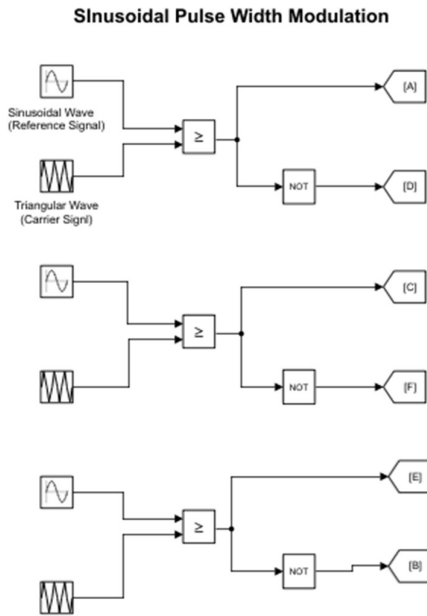 SInusoidal Pulse Width Modulation
[A]
Sinusoidal Wave
(Reference Signal)
≥
NOT
[D]
Triangular Wave
(Carrier Signl)
[C]
≥
NOT
[F]
[E]
≥
NOT
[B]